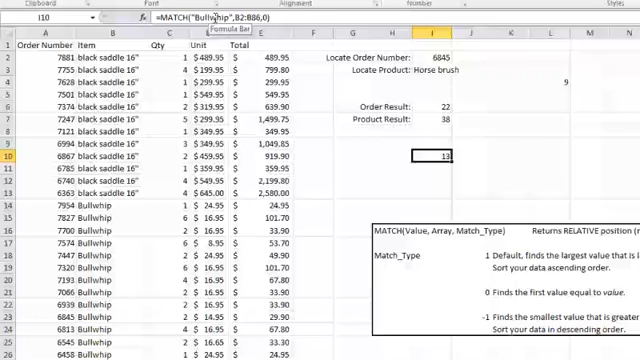 Font Alignment Number Styles
I10 fx =MATCH("Bullwhip",B2:B86,0)
Formula Bar
A B C D E F G H I J K L M N
1 Order Number Item Qty Unit Total
2 7881 black saddle 16" 1 $ 489.95 $ 489.95 Locate Order Number: 6845
3 7755 black saddle 16" 4 $ 199.95 $ 799.80 Locate Product: Horse brush
4 7628 black saddle 16" 1 $ 549.95 $ 549.95 9
5 7501 black saddle 16" 1 $ 549.95 $ 549.95
6 7374 black saddle 16" 2 $ 319.95 $ 639.90 Order Result: 22
7 7247 black saddle 16" 5 $ 299.95 $ 1,499.75 Product Result: 38
8 7121 black saddle 16" 1 $ 349.95 $ 349.95
9 6994 black saddle 16" 3 $ 349.95 $ 1,049.85
10 6867 black saddle 16" 2 $ 459.95 $ 919.90 13
11 6785 black saddle 16" 1 $ 359.95 $ 359.95
12 6740 black saddle 16" 4 $ 549.95 $ 2,199.80
13 6363 black saddle 16" 4 $ 645.00 $ 2,580.00
14 7954 Bullwhip 1 $ 24.95 $ 24.95
15 7827 Bullwhip 6 $ 16.95 $ 101.70
16 7700 Bullwhip 2 $ 16.95 $ 33.90 MATCH(Value, Array, Match_Type) Returns RELATIVE position (r
17 7574 Bullwhip 6 $ 8.95 $ 53.70
18 7447 Bullwhip 2 $ 24.95 $ 49.90 Match_Type 1 Default, finds the largest value that is l
19 7320 Bullwhip 6 $ 16.95 $ 101.70 Sort your data ascending order.
20 7193 Bullwhip 4 $ 16.95 $ 67.80
21 7066 Bullwhip 2 $ 16.95 $ 33.90 0 Finds the first value equal to value.
22 6939 Bullwhip 2 $ 16.95 $ 33.90
23 6845 Bullwhip 2 $ 14.95 $ 29.90 -1 Finds the smallest value that is greater
24 6813 Bullwhip 4 $ 16.95 $ 67.80 Sort your data in descending order.
25 6545 Bullwhip 2 $ 16.65 $ 33.30
26 6458 Bullwhip 1 $ 24.95 $ 24.95